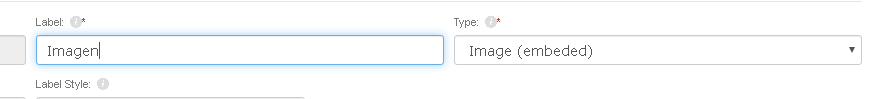 Label: i *
Type: i *
Imagen
Image (embeded)
Label Style: i